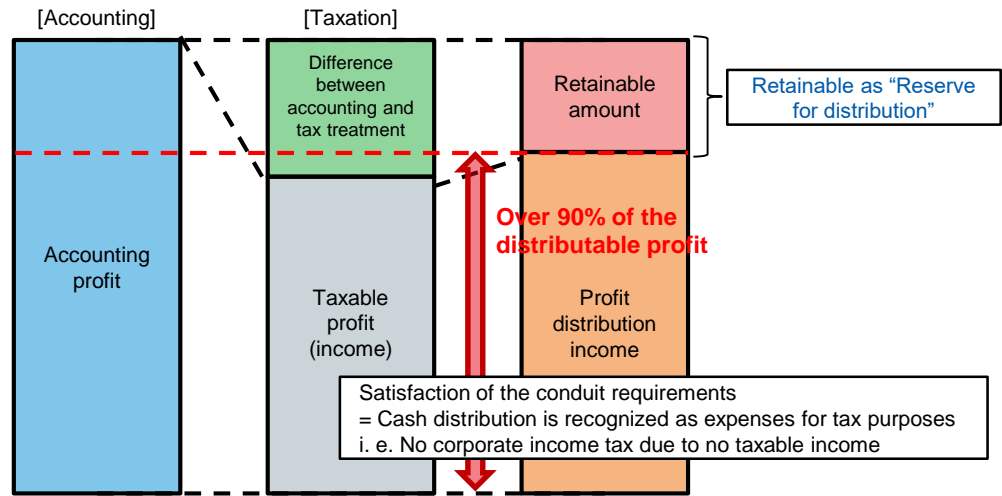 [Accounting]
[Taxation]
Difference
between
accounting and
tax treatment
Retainable
amount
Retainable as “Reserve
for distribution”
Over 90% of the
distributable profit
Accounting
profit
Taxable
profit
(income)
Profit
distribution
income
Satisfaction of the conduit requirements
= Cash distribution is recognized as expenses for tax purposes
i. e. No corporate income tax due to no taxable income